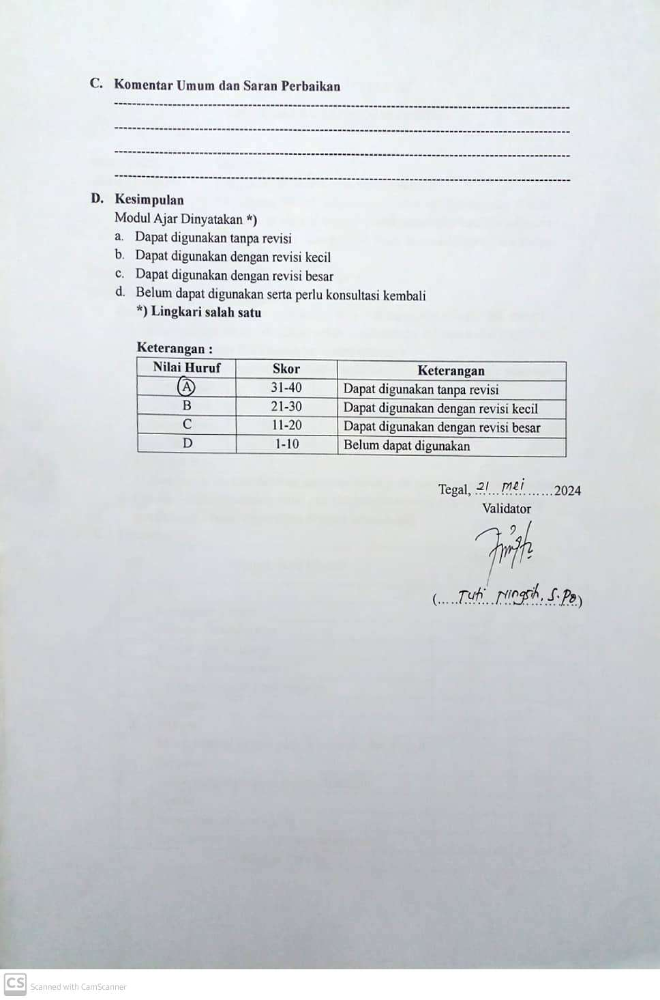 C. Komentar Umum dan Saran Perbaikan
D. Kesimpulan
Modul Ajar Dinyatakan *)
a. Dapat digunakan tanpa revisi
b. Dapat digunakan dengan revisi kecil
c. Dapat digunakan dengan revisi besar
d. Belum dapat digunakan serta perlu konsultasi kembali
*) Lingkari salah satu
Keterangan :
Nilai Huruf Skor Keterangan
A 31-40 Dapat digunakan tanpa revisi
B 21-30 Dapat digunakan dengan revisi kecil
C 11-20 Dapat digunakan dengan revisi besar
D 1-10 Belum dapat digunakan
Tegal, 21 Mei 2024
Validator
(Tuti Ningsih, S.Pd)
CS Scanned with CamScanner